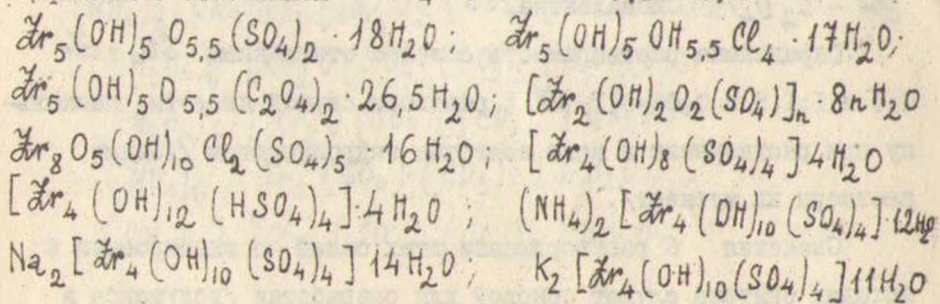 Zr₅(OH)₅O₅,₅(SO₄)₂ · 18H₂O; Zr₅(OH)₅OH₅,₅Cl₄ · 17H₂O;
Zr₅(OH)₅O₅,₅(C₂O₄)₂ · 26,5H₂O; [Zr₂(OH)₂O₂(SO₄)]ₙ · 8nH₂O
Zr₈O₅(OH)₁₀Cl₂(SO₄)₅ 16H₂O; [Zr₄(OH)₈(SO₄)₄]4H₂O
[Zr₄(OH)₁₂(HSO₄)₄]·4H₂O; (NH₄)₂[Zr₄(OH)₁₀(SO₄)₄]·12H₂O
Na₂[Zr₄(OH)₁₀(SO₄)₄]14H₂O; K₂[Zr₄(OH)₁₀(SO₄)₄]11H₂O